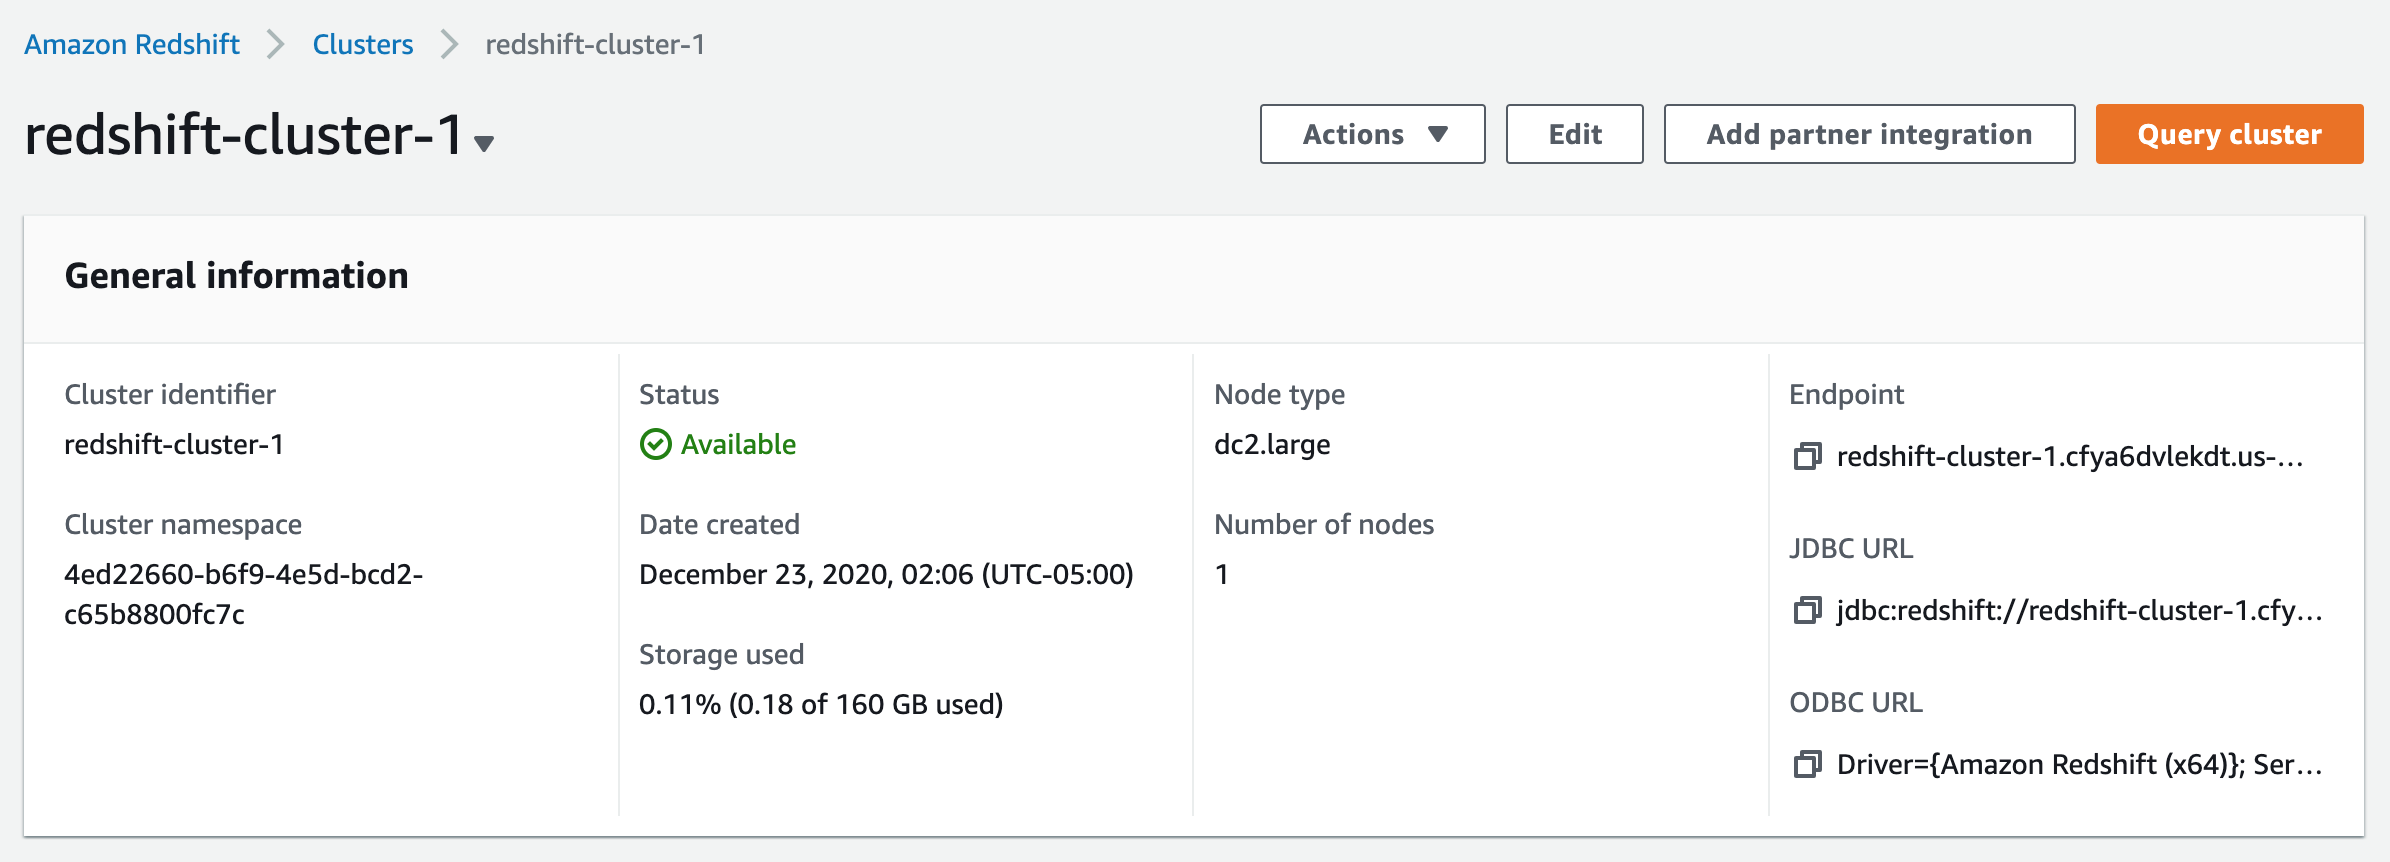 Amazon Redshift > Clusters > redshift-cluster-1
redshift-cluster-1
Actions
Edit
Add partner integration
Query cluster
General information
Cluster identifier
redshift-cluster-1
Cluster namespace
4ed22660-b6f9-4e5d-bcd2-
c65b8800fc7c
Status
Available
Date created
December 23, 2020, 02:06 (UTC-05:00)
Storage used
0.11% (0.18 of 160 GB used)
Node type
dc2.large
Number of nodes
1
Endpoint
redshift-cluster-1.cfya6dvlekdt.us-...
JDBC URL
jdbc:redshift://redshift-cluster-1.cfy...
ODBC URL
Driver={Amazon Redshift (x64)}; Ser...